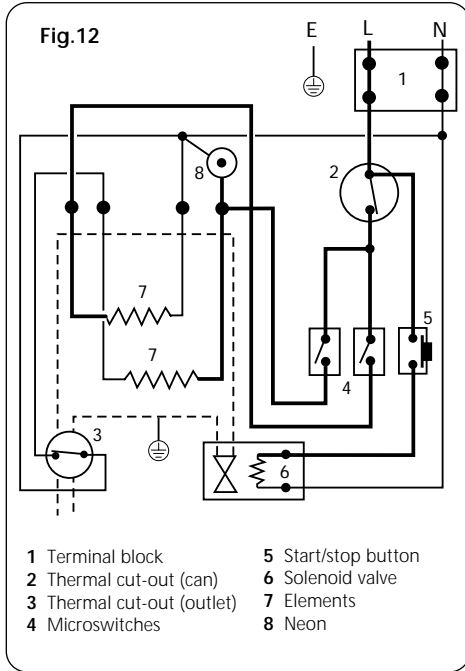 Fig.12
E L N
1
2
8
7
7
5
4
3
6
1 Terminal block
2 Thermal cut-out (can)
3 Thermal cut-out (outlet)
4 Microswitches
5 Start/stop button
6 Solenoid valve
7 Elements
8 Neon